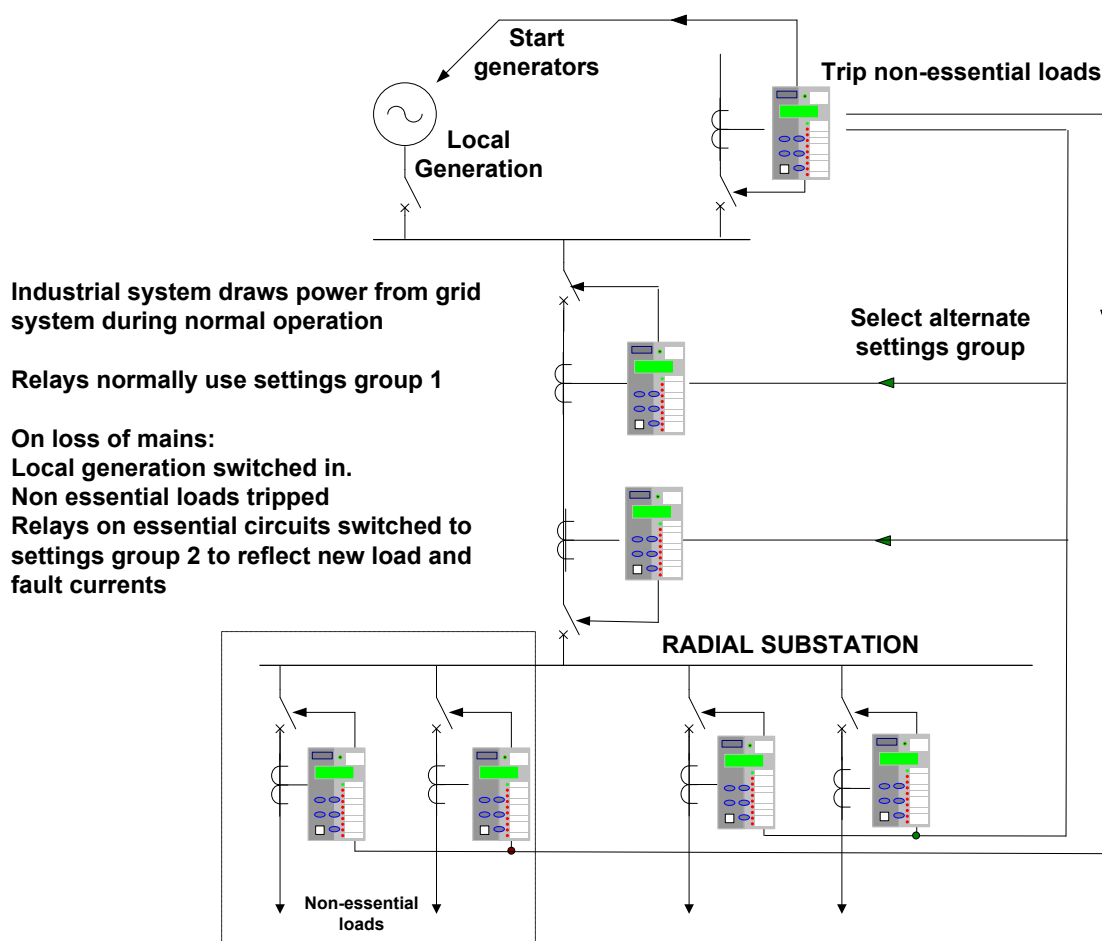 Start
generators
Trip non-essential loads
Local
Generation
Industrial system draws power from grid
system during normal operation
Relays normally use settings group 1
On loss of mains:
Local generation switched in.
Non essential loads tripped
Relays on essential circuits switched to
settings group 2 to reflect new load and
fault currents
Select alternate
settings group
RADIAL SUBSTATION
Non-essential
loads